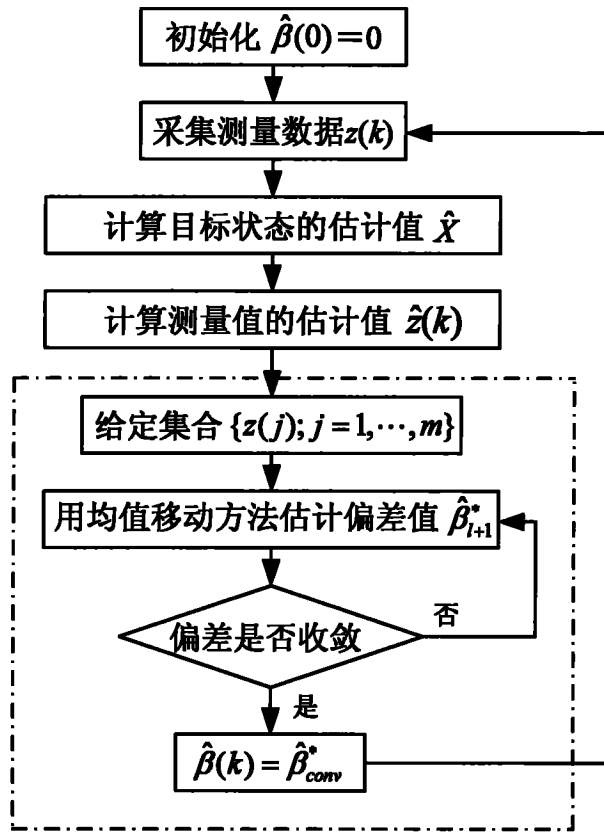 初始化 β̂(0)=0
采集测量数据z(k)
计算目标状态的估计值 X̂
计算测量值的估计值 ẑ(k)
给定集合 {z(j); j=1,⋯,m}
用均值移动方法估计偏差值 β̂*ₗ₊₁
否
偏差是否收敛
是
β̂(k)=β̂*conv